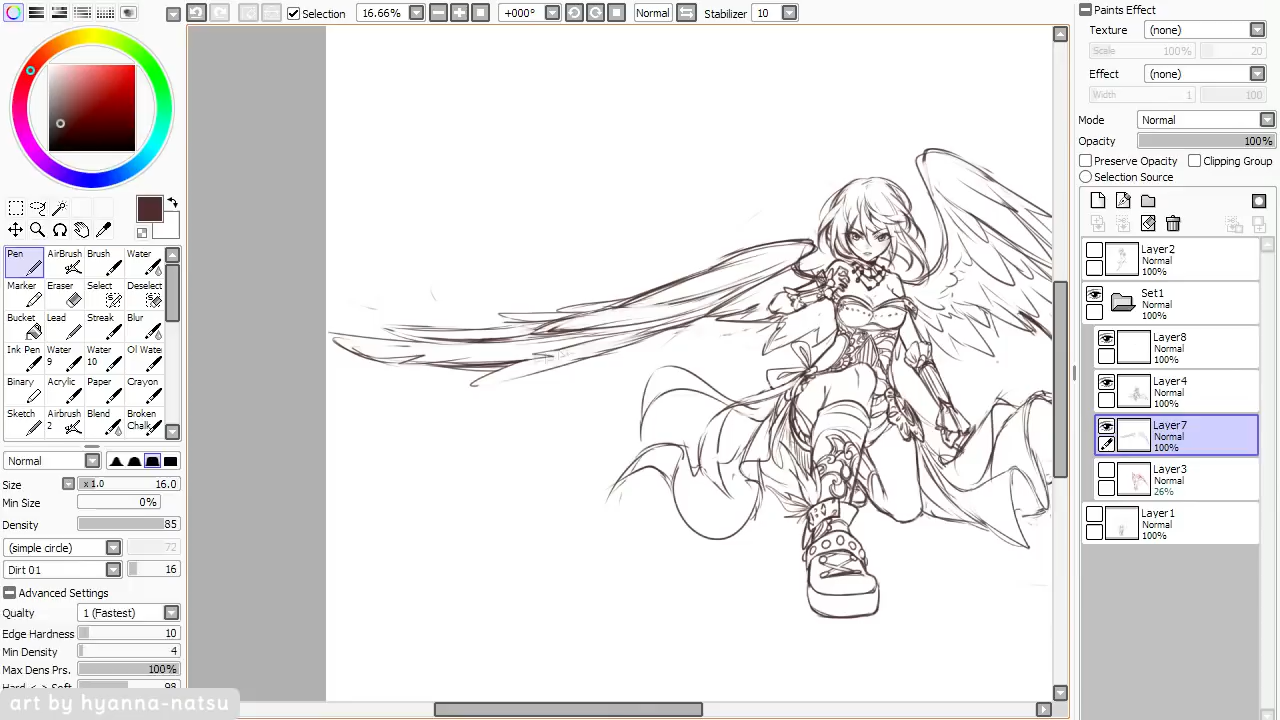 Selection 16.66% +000° Normal Stabilizer 10
Pen AirBrush Brush Water
Marker Eraser Select Deselect
Bucket Lead Streak Blur
Ink Pen Water 9 Water 10 Ol Water
Binary Acrylic Paper Crayon
Sketch Airbrush 2 Blend Broken Chalk
Normal
Size x 1.0 16.0
Min Size 0%
Density 85
(simple circle) 72
Dirt 01 16
Advanced Settings
Qualty 1 (Fastest)
Edge Hardness 10
Min Density 4
Max Dens Prs. 100%
Hard <-> Soft 98
art by hyanna-natsu
Paints Effect
Texture (none)
Scale 100% 20
Effect (none)
Width 1 100
Mode Normal
Opacity 100%
Preserve Opacity Clipping Group
Selection Source
Layer2
Normal
100%
Set1
Normal
100%
Layer8
Normal
100%
Layer4
Normal
100%
Layer7
Normal
100%
Layer3
Normal
26%
Layer1
Normal
100%